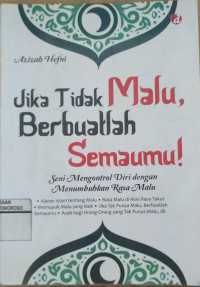 Azizah Hefni
Jika Tidak Malu,
Berbuatlah
Semaumu!
Seni Mengontrol Diri dengan
Menumbuhkan Rasa Malu
• Ajaran Islam tentang Malu • Rasa Malu di Atas Rasa Takut
• Memupuk Malu yang Baik • Jika Tak Punya Malu, Berbuatlah
Semaumu • Azab bagi Orang-Orang yang Tak Punya Malu, dll.